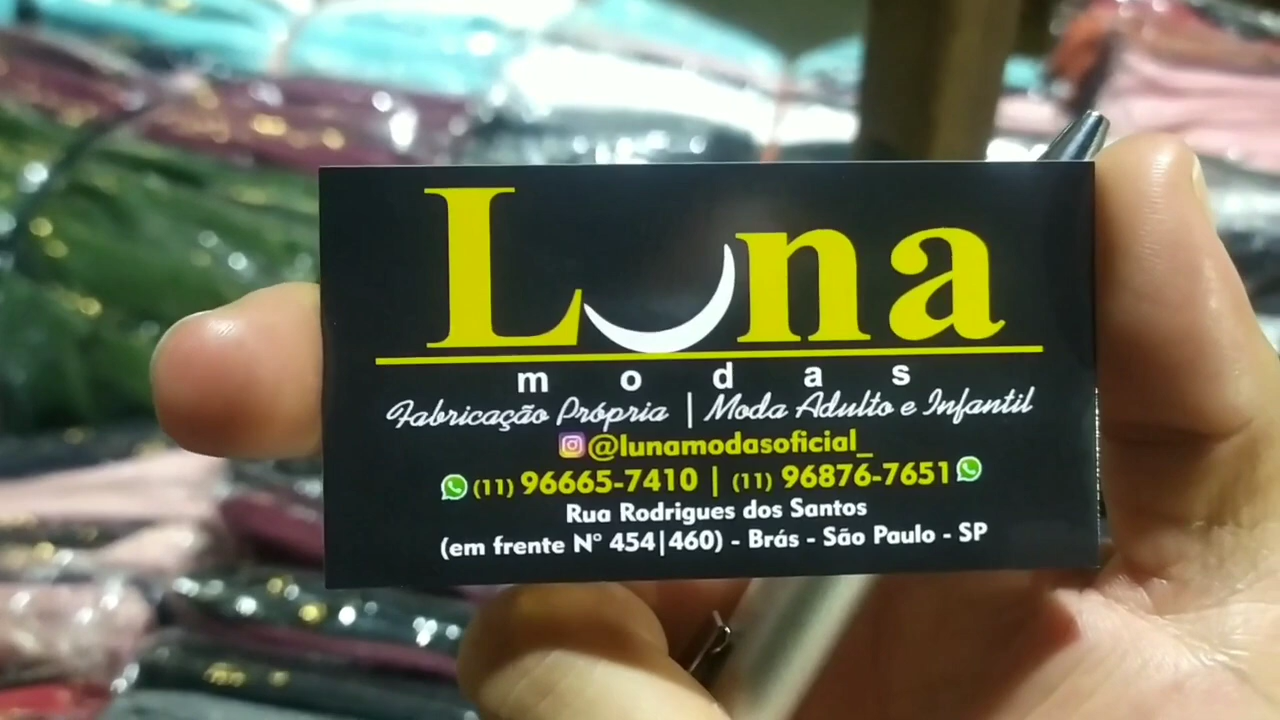 Luna
modas
Fabricação Própria | Moda Adulto e Infantil
@lunamodasoficial_
(11) 96665-7410 | (11) 96876-7651
Rua Rodrigues dos Santos
(em frente N° 454|460) - Brás - São Paulo - SP